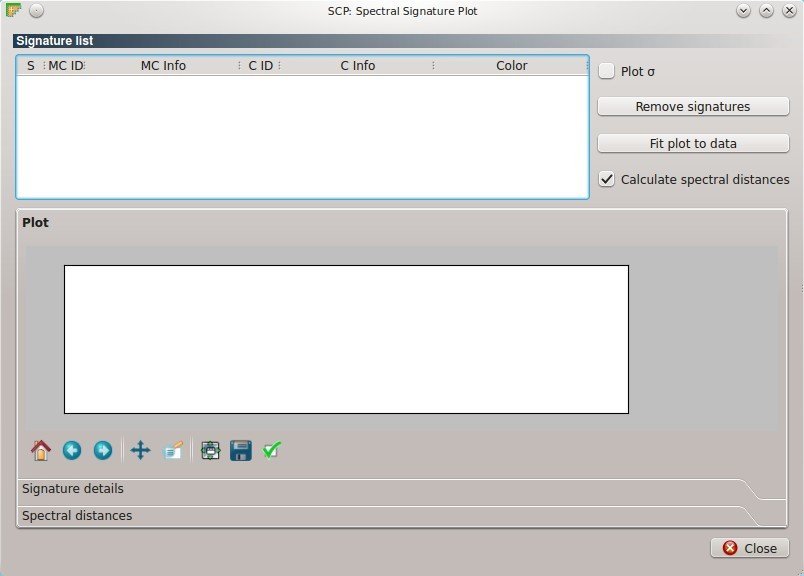 SCP: Spectral Signature Plot
Signature list
S MC ID MC Info C ID C Info Color
Plot σ
Remove signatures
Fit plot to data
Calculate spectral distances
Plot
Signature details
Spectral distances
Close